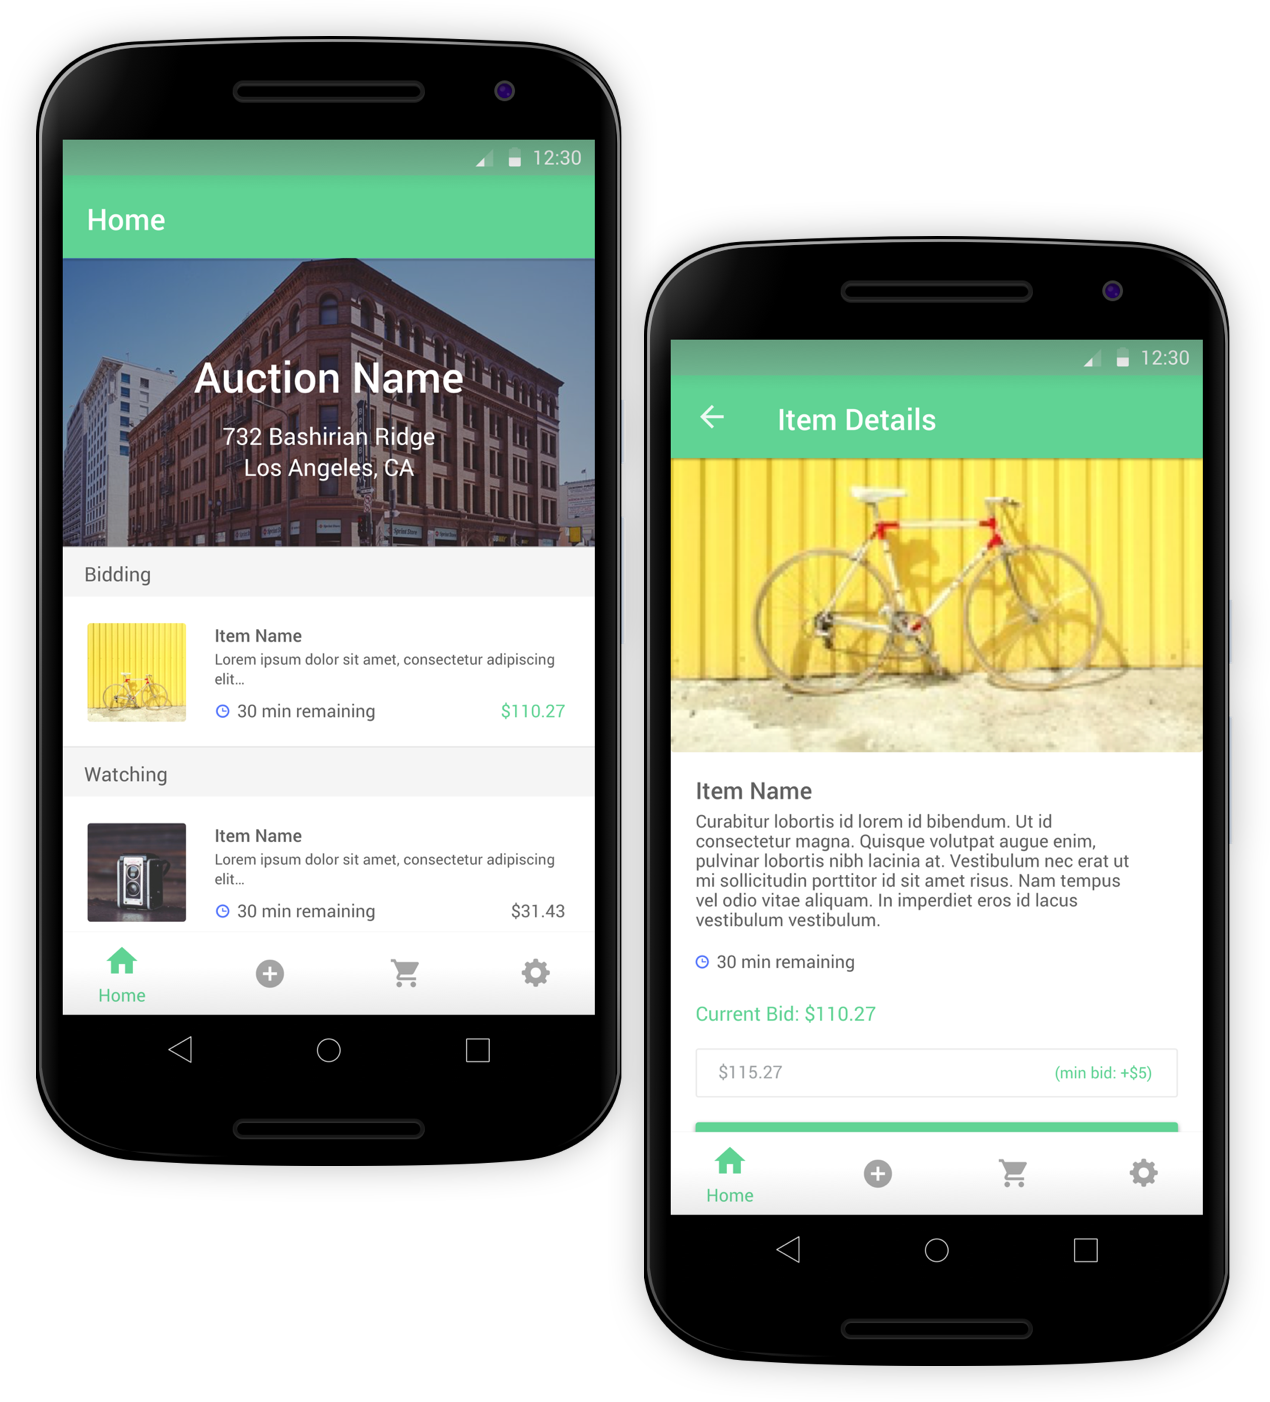 12:30
Home
Auction Name
732 Bashirian Ridge
Los Angeles, CA
Bidding
Item Name
Lorem ipsum dolor sit amet, consectetur adipiscing
elit...
30 min remaining
$110.27
Watching
Item Name
Lorem ipsum dolor sit amet, consectetur adipiscing
elit...
30 min remaining
$31.43
Home
12:30
Item Details
Item Name
Curabitur lobortis id lorem id bibendum. Ut id
consectetur magna. Quisque volutpat augue enim,
pulvinar lobortis nibh lacinia at. Vestibulum nec erat ut
mi sollicitudin porttitor id sit amet risus. Nam tempus
vel odio vitae aliquam. In imperdiet eros id lacus
vestibulum vestibulum.
30 min remaining
Current Bid: $110.27
$115.27
(min bid: +$5)
Home